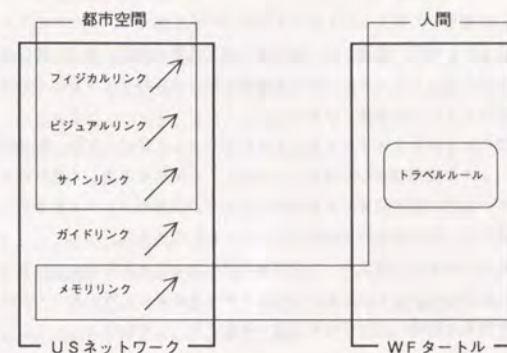 都市空間
人間
フィジカルリンク
ビジュアルリンク
サインリンク
トラベルルール
ガイドリンク
メモリリンク
USネットワーク
WFタートル